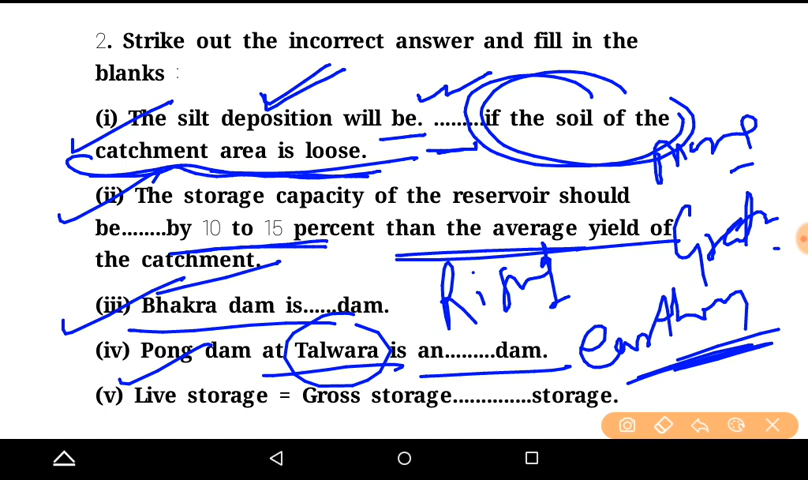 2. Strike out the incorrect answer and fill in the
blanks :
(i) The silt deposition will be. ........if the soil of the
catchment area is loose.
(ii) The storage capacity of the reservoir should
be........by 10 to 15 percent than the average yield of
the catchment.
(iii) Bhakra dam is......dam.
(iv) Pong dam at Talwara is an.........dam.
(v) Live storage = Gross storage..............storage.